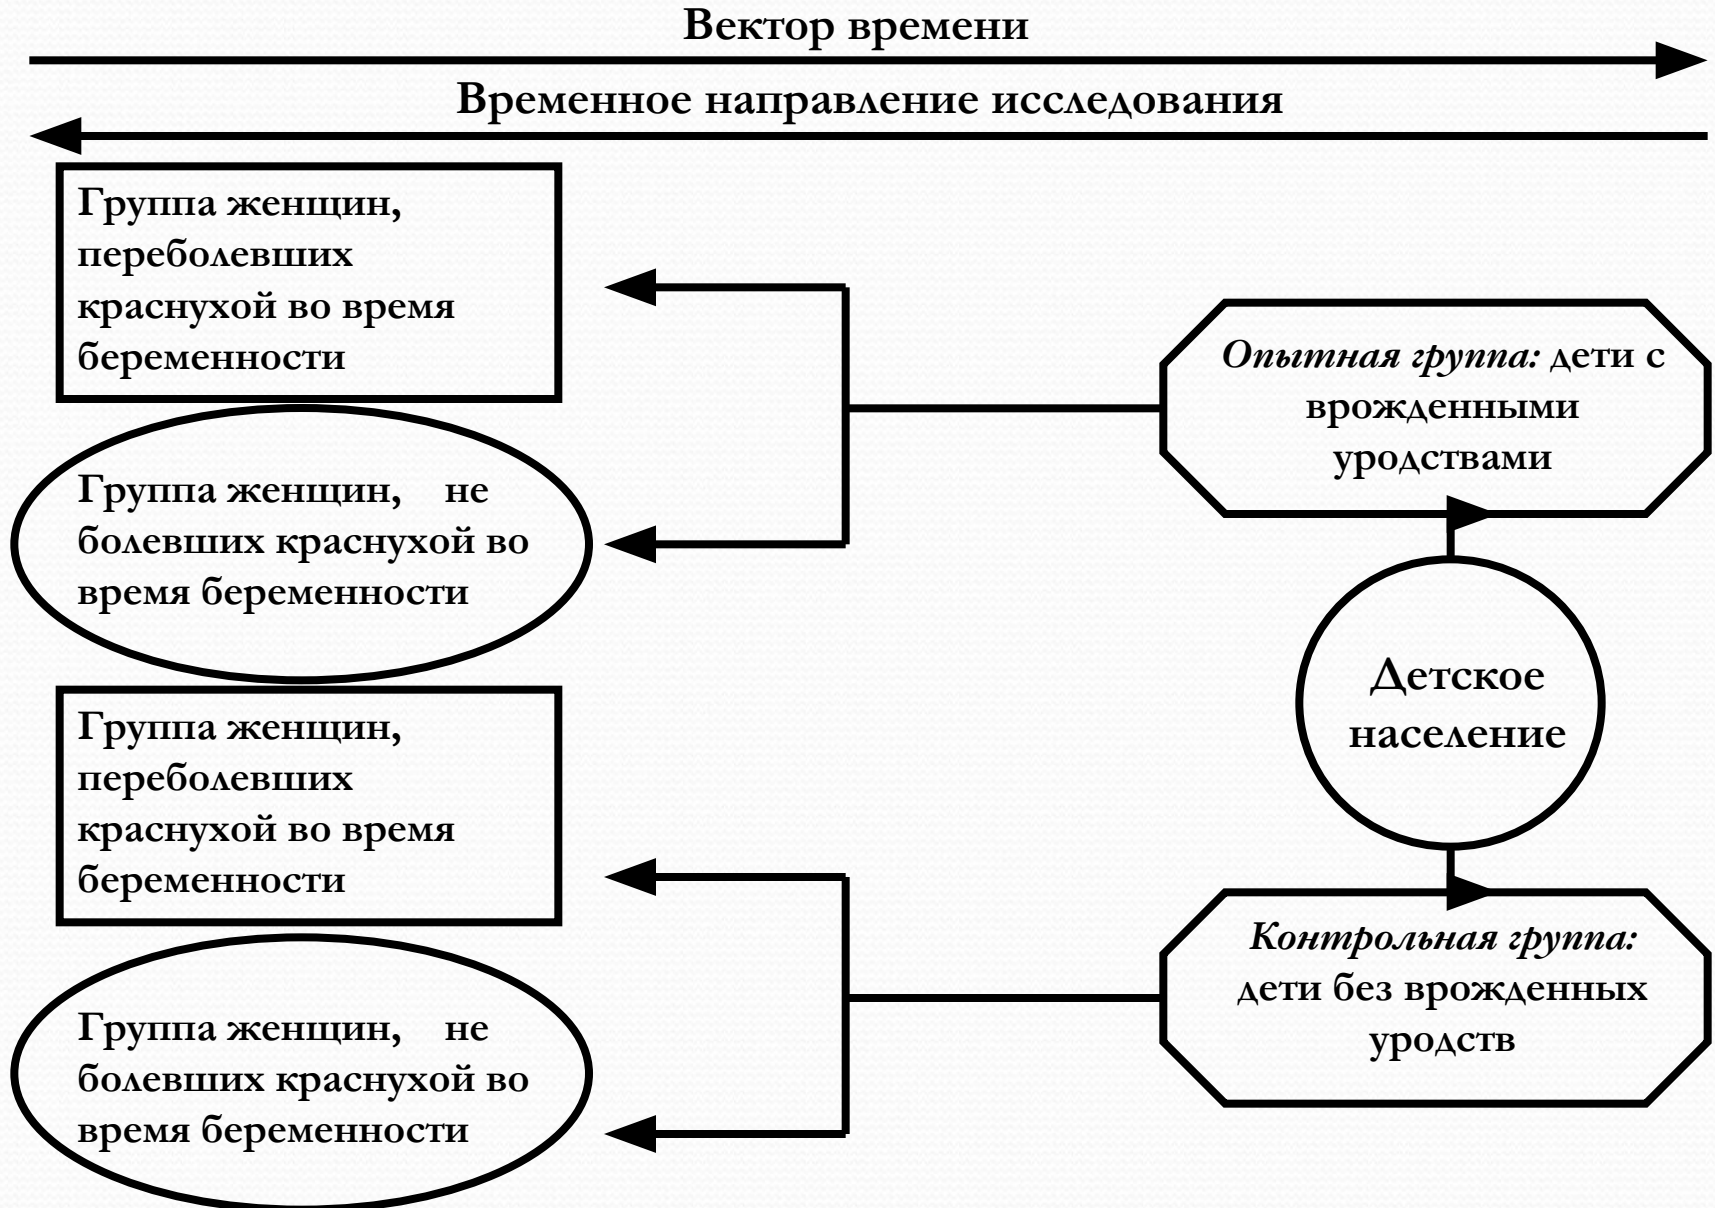 Вектор времени
Временное направление исследования
Группа женщин,
переболевших
краснухой во время
беременности
Группа женщин, не
болевших краснухой во
время беременности
Группа женщин,
переболевших
краснухой во время
беременности
Группа женщин, не
болевших краснухой во
время беременности
Опытная группа: дети с
врожденными
уродствами
Детское
население
Контрольная группа:
дети без врожденных
уродств